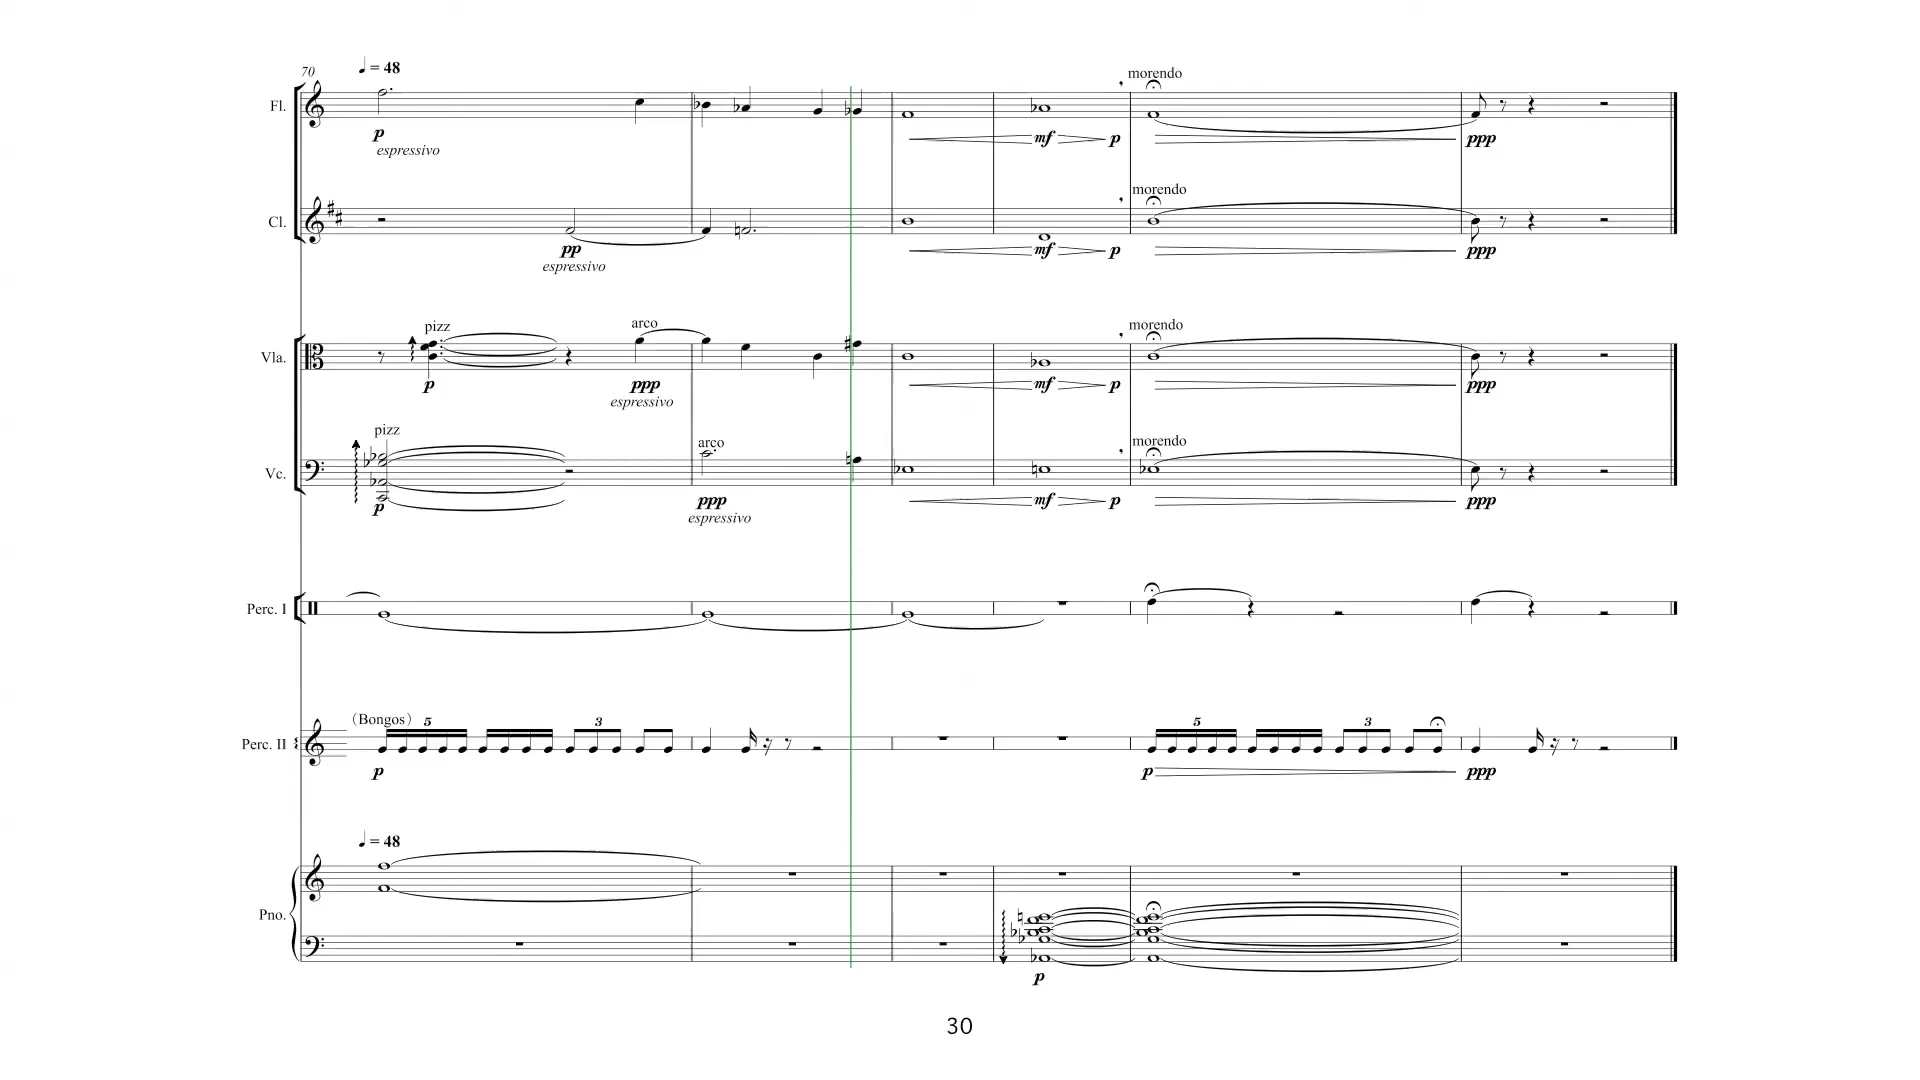 70 ♩ = 48
morendo
Fl.
p
mf
p
ppp
espressivo
morendo
Cl.
pp
mf
p
ppp
espressivo
pizz
arco
morendo
Vla.
p
ppp
mf
p
ppp
espressivo
pizz
arco
morendo
Vc.
p
ppp
mf
p
ppp
espressivo
Perc. I
(Bongos)
5
3
5
3
Perc. II
p
p
ppp
♩ = 48
Pno.
p
30